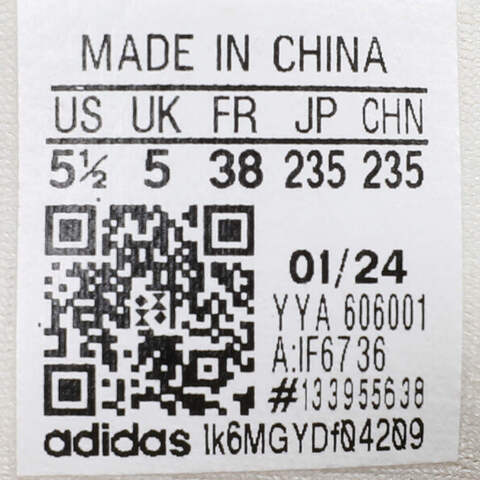 MADE IN CHINA
US UK FR JP CHN
5½ 5 38 235 235
01/24
YYA 606001
A:IF6736
#133955638
adidas lk6MGYDfQ4209